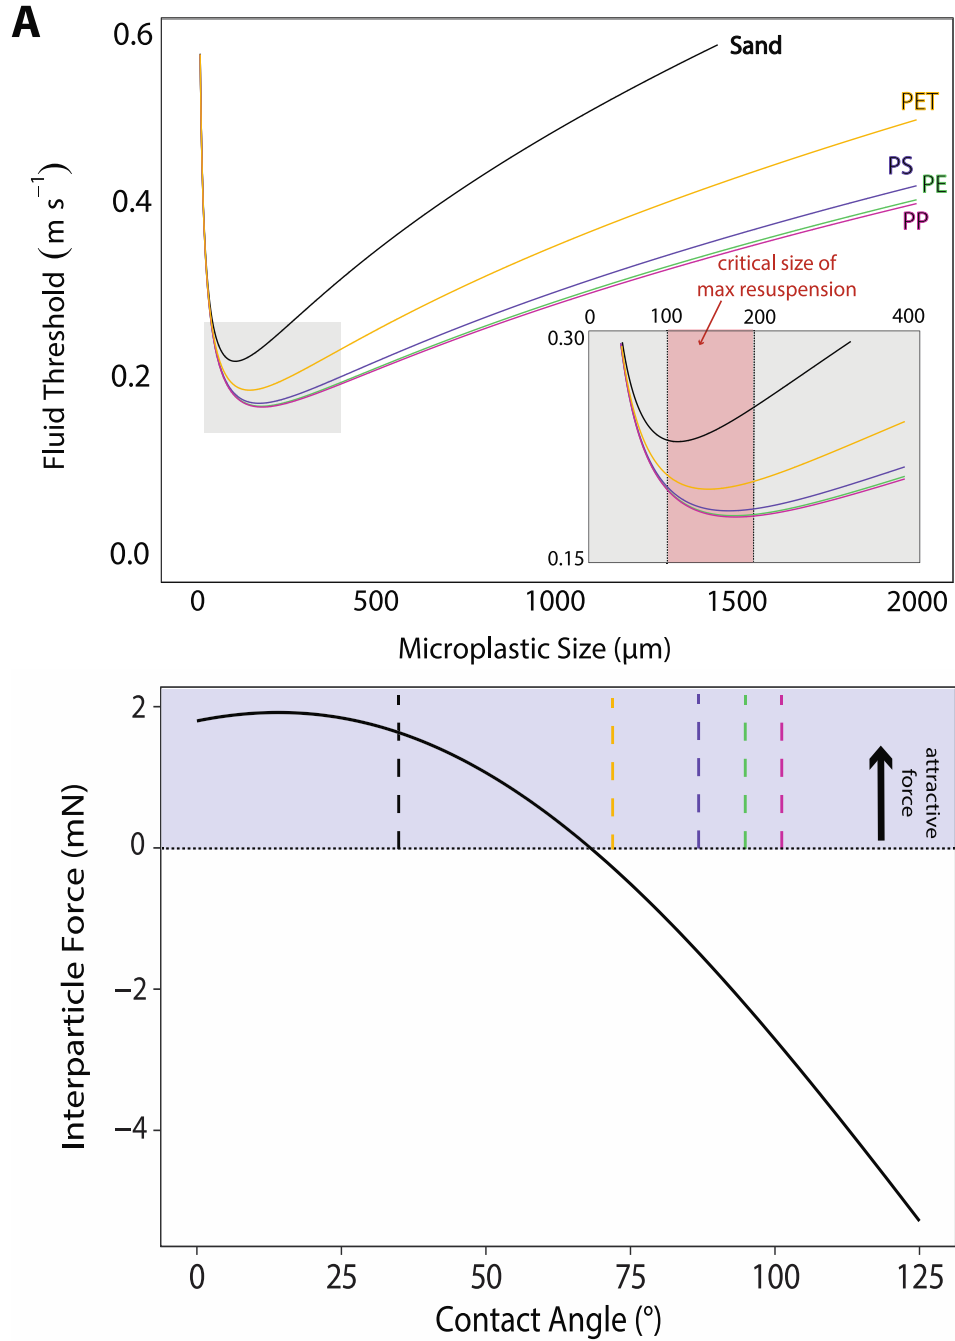 A
0.6
0.4
0.2
0.0
Fluid Threshold (m s⁻¹)
Sand
PET
PS
PE
PP
critical size of
max resuspension
0 100 200 400
0.30
0.15
0 500 1000 1500 2000
Microplastic Size (μm)
2
0
−2
−4
Interparticle Force (mN)
attractive
force
0 25 50 75 100 125
Contact Angle (°)